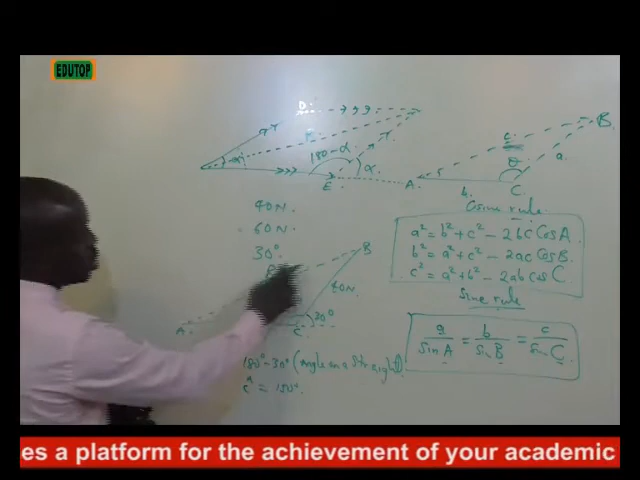 EDUTOP
D.
R
Y
180-α
α
α
E
A.
C
B
θ
a.
b.
C.
Cosine rule
40N.
60N.
30°.
a² = b² + c² - 2bc Cos A
b² = a² + c² - 2ac Cos B.
c² = a² + b² - 2ab cos C
B
40N.
30°
A
C.
Sine rule
a/Sin A = b/Sin B = c/Sin C
180° - 30° (angle on a straight)
ĉ = 150°.
es a platform for the achievement of your academic